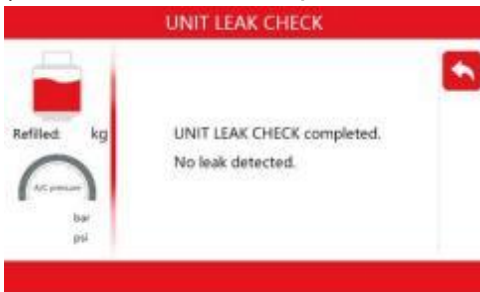 UNIT LEAK CHECK
Refilled: kg
UNIT LEAK CHECK completed.
No leak detected.
A/C pressure
bar
psi